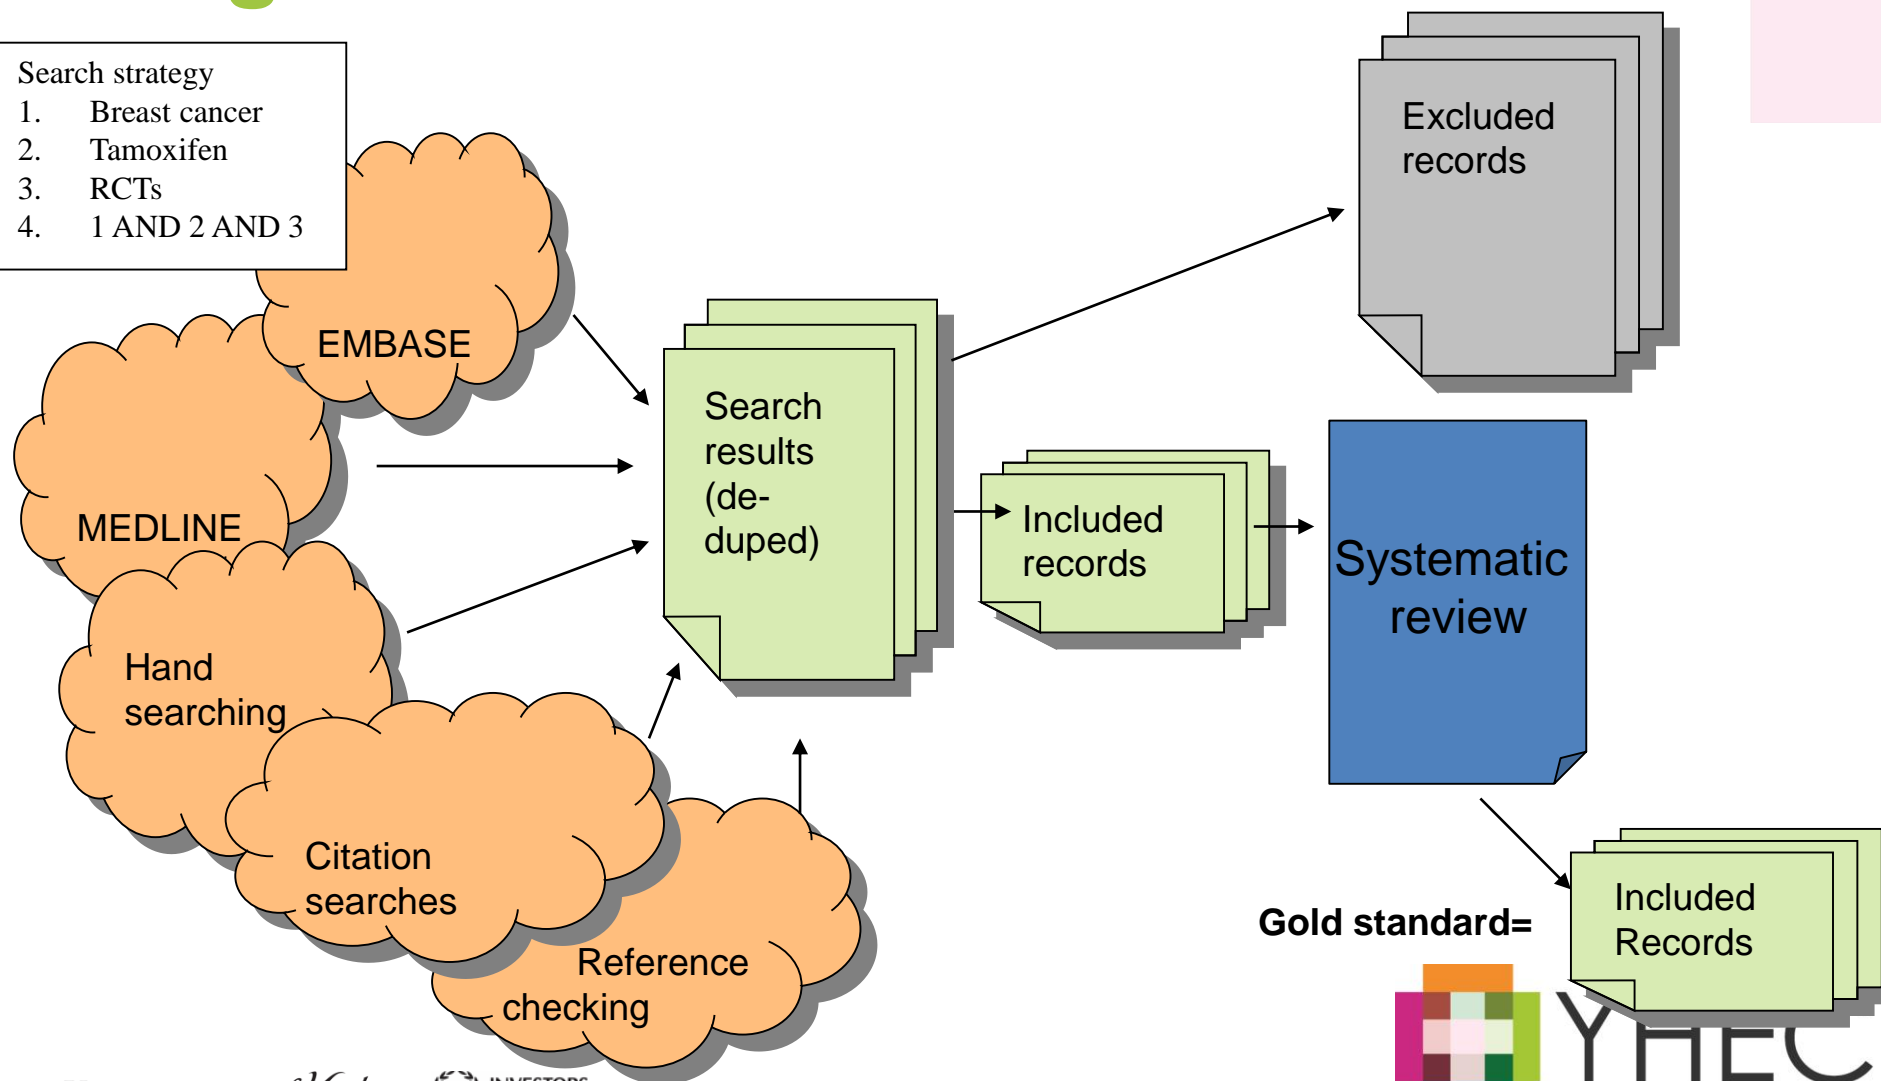 Search strategy
1. Breast cancer
2. Tamoxifen
3. RCTs
4. 1 AND 2 AND 3
EMBASE
MEDLINE
Hand
searching
Citation
searches
Reference
checking
Search
results
(de-
duped)
Excluded
records
Included
records
Systematic
review
Gold standard=
Included
Records
YHEC
INVESTORS